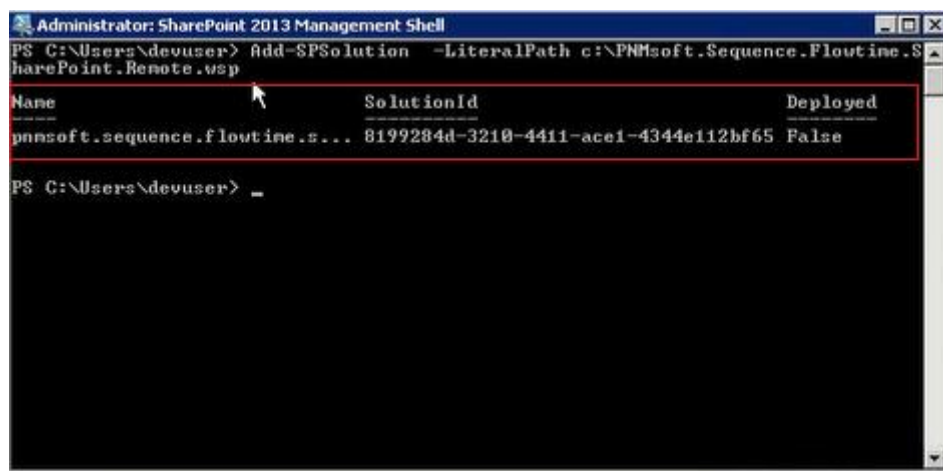 Administrator: SharePoint 2013 Management Shell
PS C:\Users\devuser> Add-SPSolution -LiteralPath c:\PNMsoft.Sequence.Flowtime.S
harePoint.Remote.wsp
Name SolutionId Deployed
---- ---------- --------
pnmsoft.sequence.flowtime.s... 8199284d-3210-4411-ace1-4344e112bf65 False
PS C:\Users\devuser> _